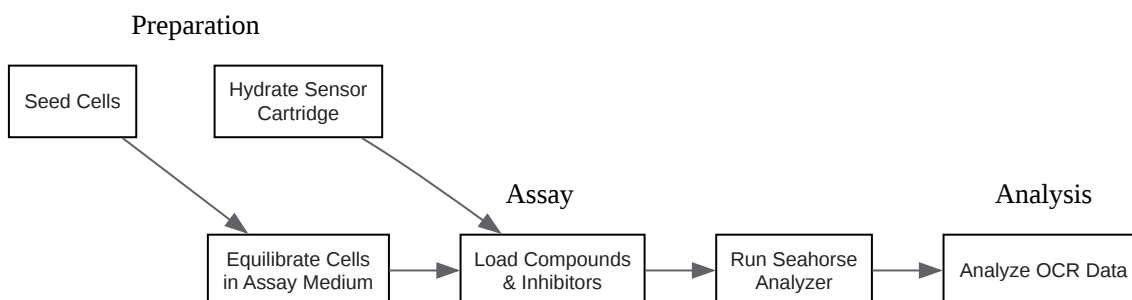 Preparation
Seed Cells
Hydrate Sensor
Cartridge
Assay
Analysis
Equilibrate Cells
in Assay Medium
Load Compounds
& Inhibitors
Run Seahorse
Analyzer
Analyze OCR Data